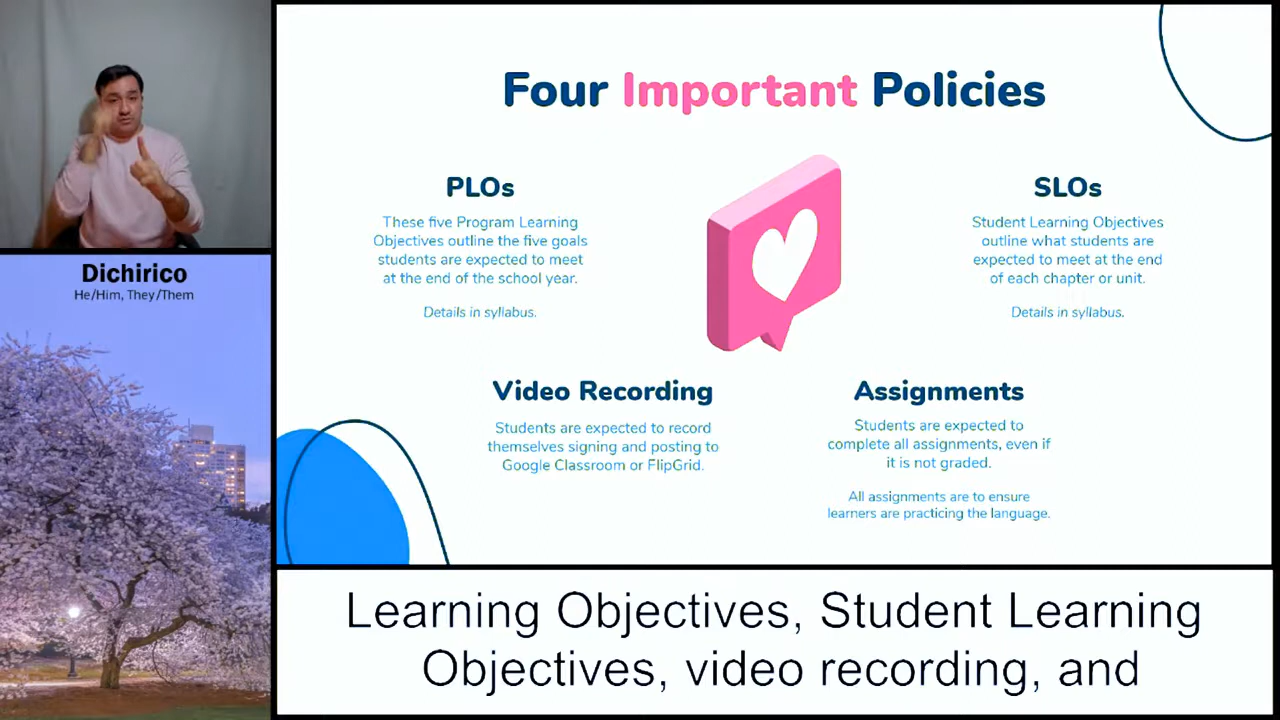 Dichirico
He/Him, They/Them
Four Important Policies
PLOs
These five Program Learning
Objectives outline the five goals
students are expected to meet
at the end of the school year.
Details in syllabus.
SLOs
Student Learning Objectives
outline what students are
expected to meet at the end
of each chapter or unit.
Details in syllabus.
Video Recording
Students are expected to record
themselves signing and posting to
Google Classroom or FlipGrid.
Assignments
Students are expected to
complete all assignments, even if
it is not graded.
All assignments are to ensure
learners are practicing the language.
Learning Objectives, Student Learning
Objectives, video recording, and